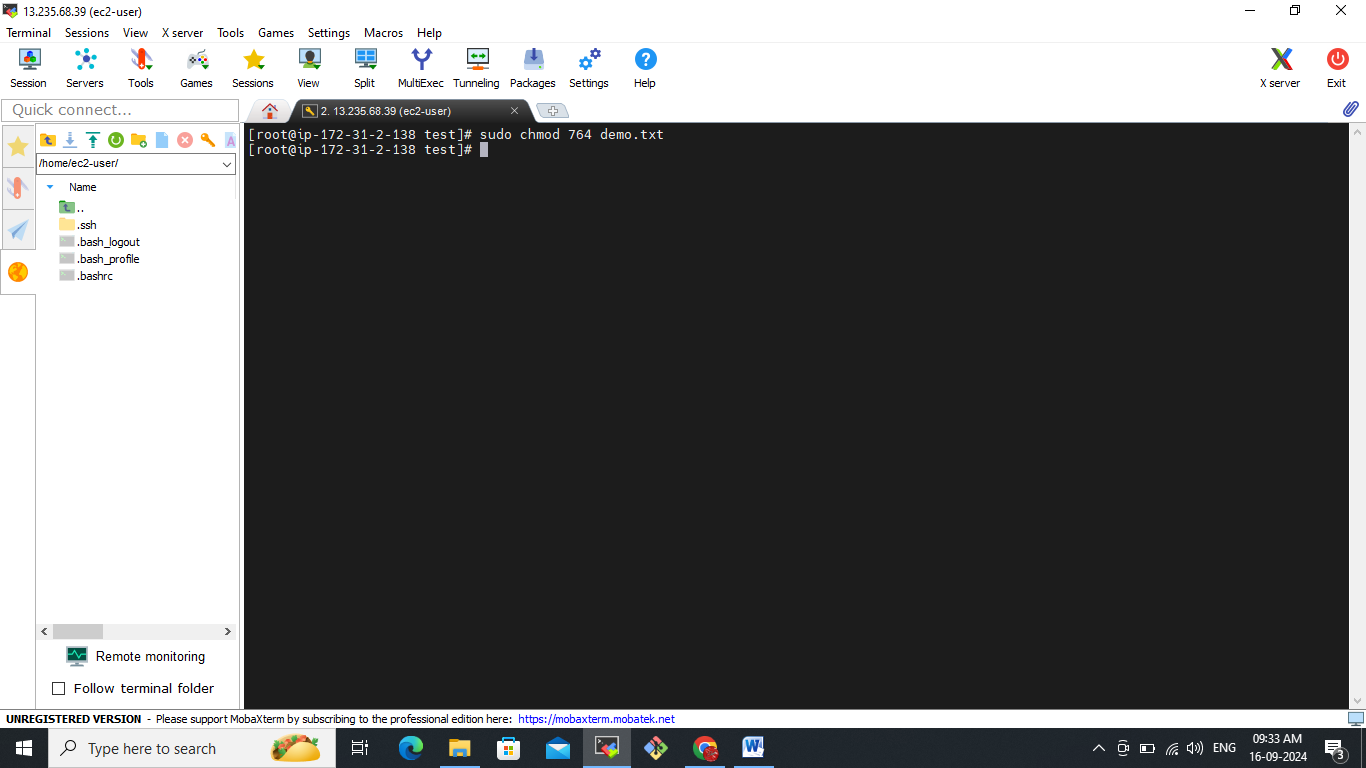 13.235.68.39 (ec2-user)
Terminal Sessions View X server Tools Games Settings Macros Help
Session Servers Tools Games Sessions View Split MultiExec Tunneling Packages Settings Help X server Exit
Quick connect...
2. 13.235.68.39 (ec2-user)
/home/ec2-user/
Name
..
.ssh
.bash_logout
.bash_profile
.bashrc
[root@ip-172-31-2-138 test]# sudo chmod 764 demo.txt
[root@ip-172-31-2-138 test]#
Remote monitoring
Follow terminal folder
UNREGISTERED VERSION - Please support MobaXterm by subscribing to the professional edition here: https://mobaxterm.mobatek.net
Type here to search
ENG
09:33 AM
16-09-2024
3